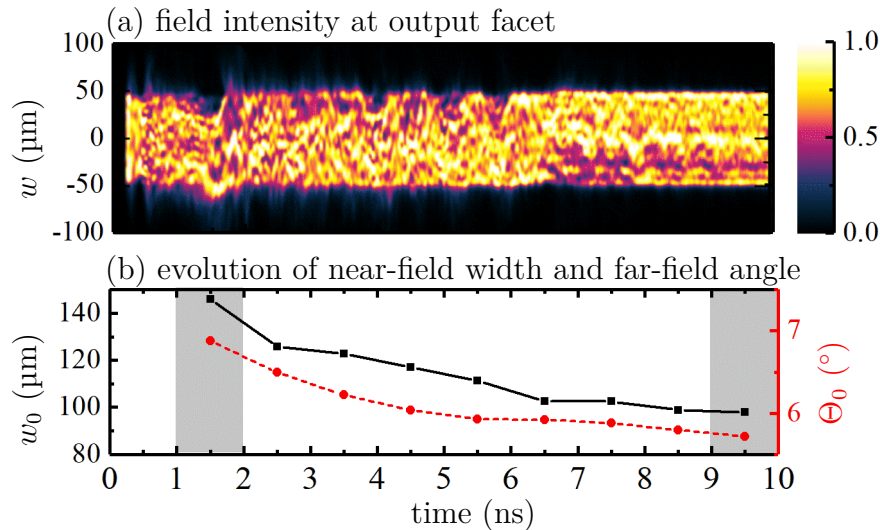 (a) field intensity at output facet
100
50
0
-50
-100
w (µm)
1.0
0.5
0.0
(b) evolution of near-field width and far-field angle
140
120
100
80
w₀ (µm)
7
6
Θ₀ (°)
0 1 2 3 4 5 6 7 8 9 10
time (ns)